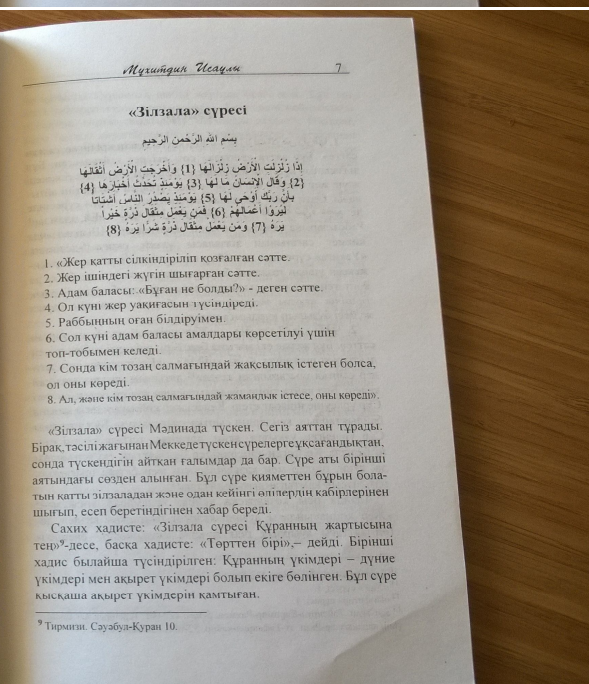 Мұхитдин Исаұлы 7
«Зілзала» сүресі
بِسْمِ اللهِ الرَّحْمنِ الرَّحِيمِ
إِذَا زُلْزِلَتِ الْأَرْضُ زِلْزَالَهَا {1} وَأَخْرَجَتِ الْأَرْضُ أَثْقَالَهَا
{2} وَقَالَ الْإِنسَانُ مَا لَهَا {3} يَوْمَئِذٍ تُحَدِّثُ أَخْبَارَهَا {4}
بِأَنَّ رَبَّكَ أَوْحَى لَهَا {5} يَوْمَئِذٍ يَصْدُرُ النَّاسُ أَشْتَاتًا
لِّيُرَوْا أَعْمَالَهُمْ {6} فَمَن يَعْمَلْ مِثْقَالَ ذَرَّةٍ خَيْرًا
يَرَهُ {7} وَمَن يَعْمَلْ مِثْقَالَ ذَرَّةٍ شَرًّا يَرَهُ {8}
1. «Жер қатты сілкіндіріліп қозғалған сәтте.
2. Жер ішіндегі жүгін шығарған сәтте.
3. Адам баласы: «Бұған не болды?» - деген сәтте.
4. Ол күні жер уақиғасын түсіндіреді.
5. Раббыңның оған білдіруімен.
6. Сол күні адам баласы амалдары көрсетілуі үшін
топ-тобымен келеді.
7. Сонда кім тозаң салмағындай жақсылық істеген болса,
ол оны көреді.
8. Ал, және кім тозаң салмағындай жамандық істесе, оны көреді».
«Зілзала» сүресі Мәдинада түскен. Сегіз аяттан тұрады.
Бірақ, тәсілі жағынан Меккеде түскен сүрелерге ұқсағандықтан,
сонда түскендігін айтқан ғалымдар да бар. Сүре аты бірінші
аятындағы сөзден алынған. Бұл сүре қияметтен бұрын бола-
тын қатты зілзаладан және одан кейінгі өлілердің қабірлерінен
шығып, есеп беретіндігінен хабар береді.
Сахих хадисте: «Зілзала сүресі Құранның жартысына
тең»⁹-десе, басқа хадисте: «Төрттен бірі»,– дейді. Бірінші
хадис былайша түсіндірілген: Құранның үкімдері – дүние
үкімдері мен ақырет үкімдері болып екіге бөлінген. Бұл сүре
қысқаша ақырет үкімдерін қамтыған.
⁹ Тирмизи. Сәуәбул-Қуран 10.